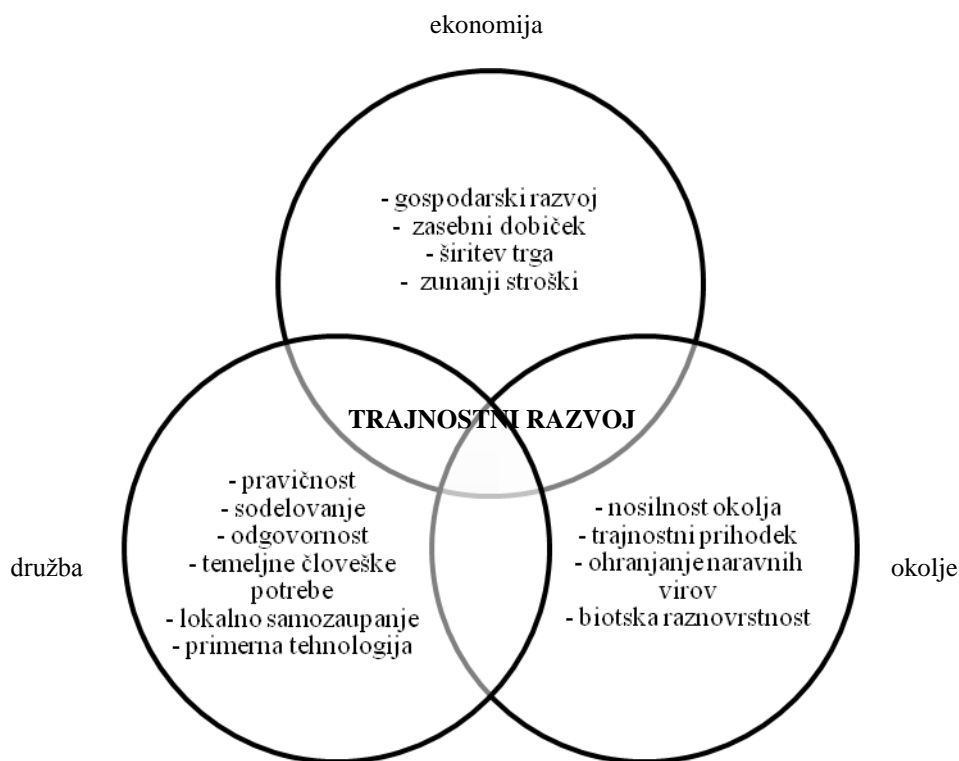 ekonomija
- gospodarski razvoj
- zasebni dobiček
- širitev trga
- zunanji stroški
TRAJNOSTNI RAZVOJ
družba
- pravičnost
- sodelovanje
- odgovornost
- temeljne človeške
potrebe
- lokalno samozaupanje
- primerna tehnologija
- nosilnost okolja
- trajnostni prihodek
- ohranjanje naravnih
virov
- biotska raznovrstnost
okolje